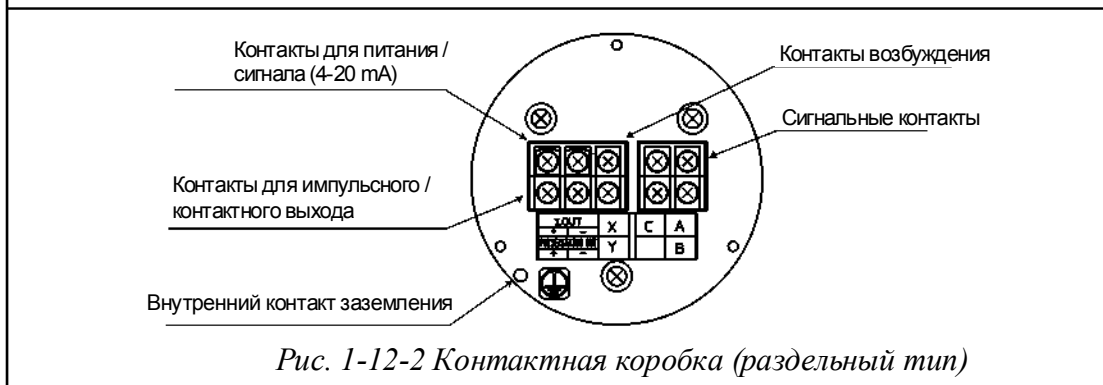 Контакты для питания /
сигнала (4-20 mA)
Контакты возбуждения
Сигнальные контакты
Контакты для импульсного /
контактного выхода
OUT X C A
+ − Y B
Внутренний контакт заземления
Рис. 1-12-2 Контактная коробка (раздельный тип)